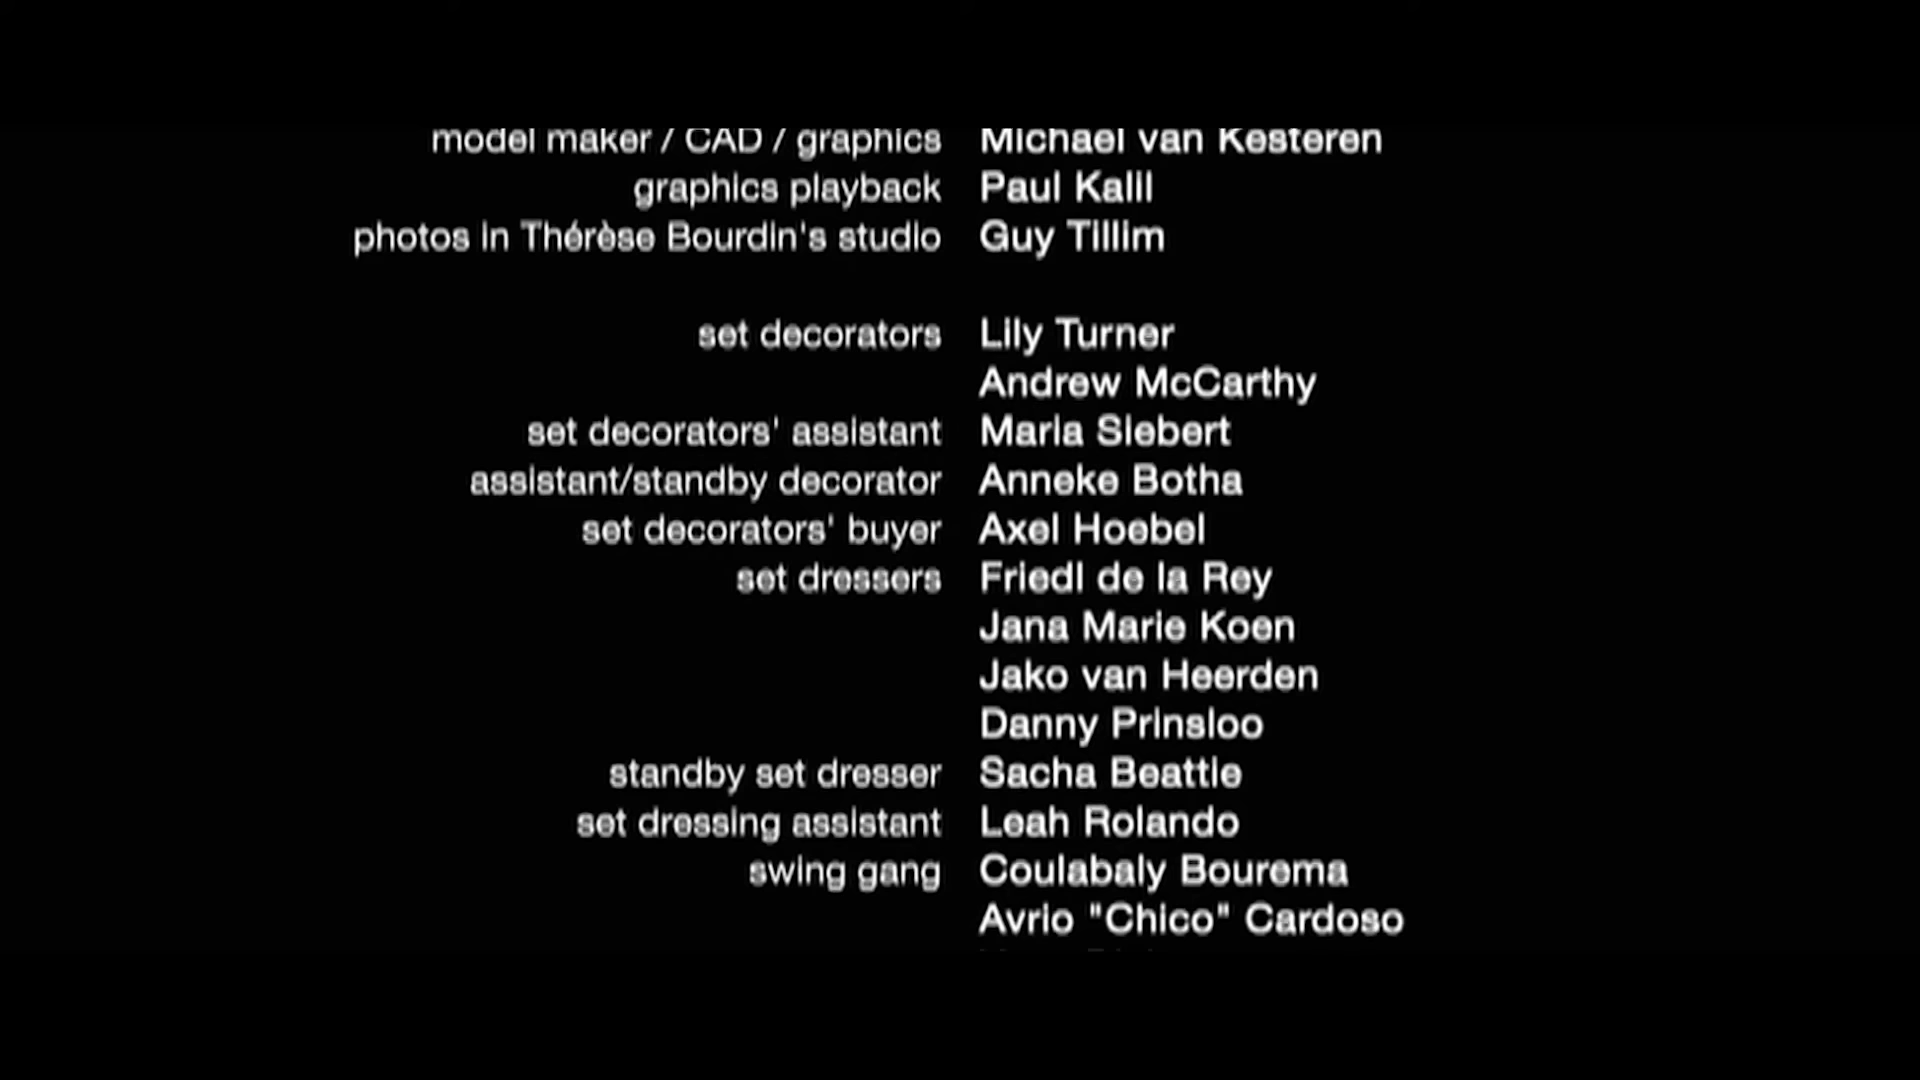 model maker / CAD / graphics Michael van Kesteren
graphics playback Paul Kalil
photos in Thérèse Bourdin's studio Guy Tillim
set decorators Lily Turner
Andrew McCarthy
set decorators' assistant Maria Siebert
assistant/standby decorator Anneke Botha
set decorators' buyer Axel Hoebel
set dressers Friedl de la Rey
Jana Marie Koen
Jako van Heerden
Danny Prinsloo
standby set dresser Sacha Beattie
set dressing assistant Leah Rolando
swing gang Coulabaly Bourema
Avrio "Chico" Cardoso